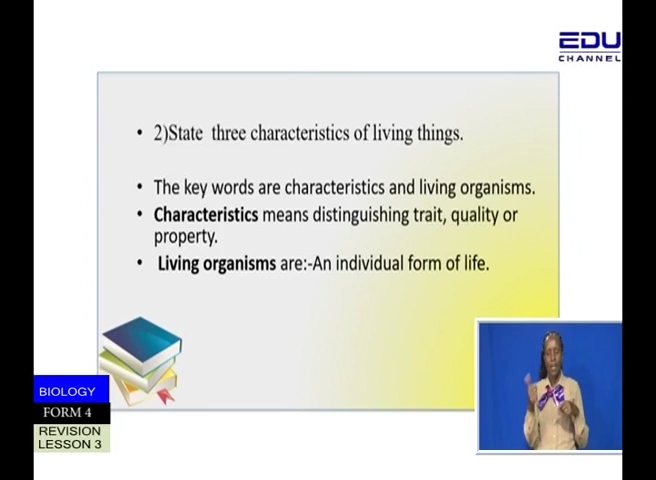 EDU
CHANNEL
• 2)State three characteristics of living things.
• The key words are characteristics and living organisms.
• Characteristics means distinguishing trait, quality or
property.
• Living organisms are:-An individual form of life.
BIOLOGY
FORM 4
REVISION
LESSON 3